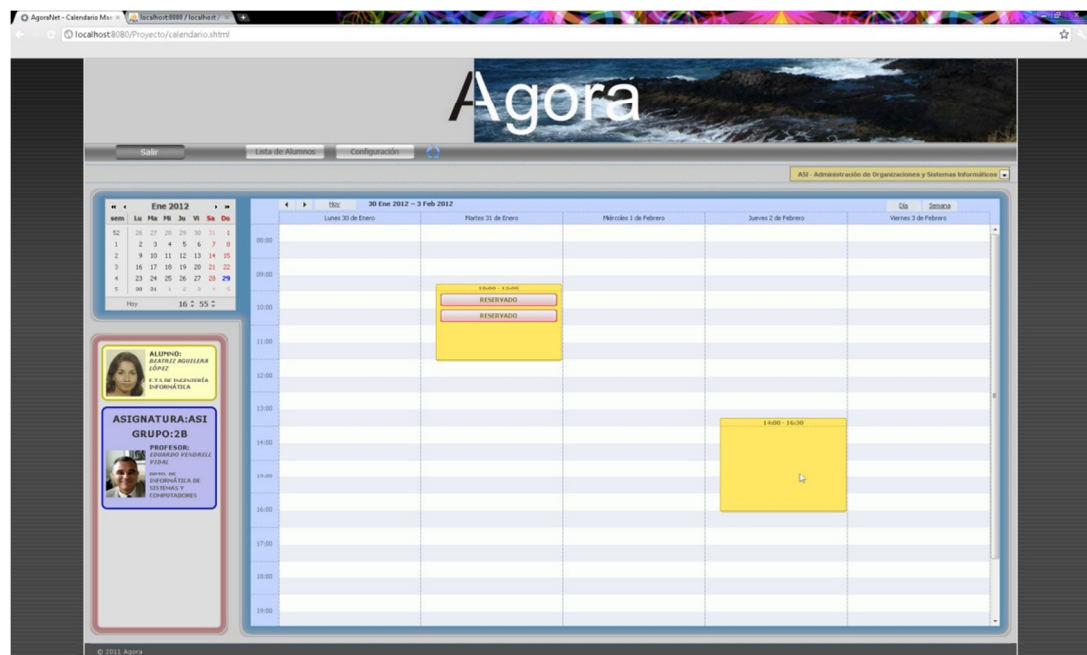 AgoraNet - Calendario Mae
localhost:8080 / localhost /
localhost:8080/Proyecto/calendario.shtml
Agora
Salir
Lista de Alumnos
Configuración
ASI - Administración de Organizaciones y Sistemas Informáticos
Ene 2012
sem Lu Ma Mi Ju Vi Sa Do
52 26 27 28 29 30 31 1
1 2 3 4 5 6 7 8
2 9 10 11 12 13 14 15
3 16 17 18 19 20 21 22
4 23 24 25 26 27 28 29
5 30 31 1 2 3 4 5
Hoy 16 : 55
ALUMNO:
BEATRIZ AGUILERA
LÓPEZ
E.T.S DE INGENIERÍA
INFORMÁTICA
ASIGNATURA:ASI
GRUPO:2B
PROFESOR:
EDUARDO VENDRELL
VIDAL
DPTO. DE
INFORMÁTICA DE
SISTEMAS Y
COMPUTADORES
Hoy
30 Ene 2012 – 3 Feb 2012
Día
Semana
Lunes 30 de Enero
Martes 31 de Enero
Miércoles 1 de Febrero
Jueves 2 de Febrero
Viernes 3 de Febrero
09:00
10:00
11:00
12:00
13:00
14:00
15:00
16:00
17:00
18:00
19:00
10:00 - 13:00
RESERVADO
RESERVADO
14:00 - 16:30
© 2011 Agora